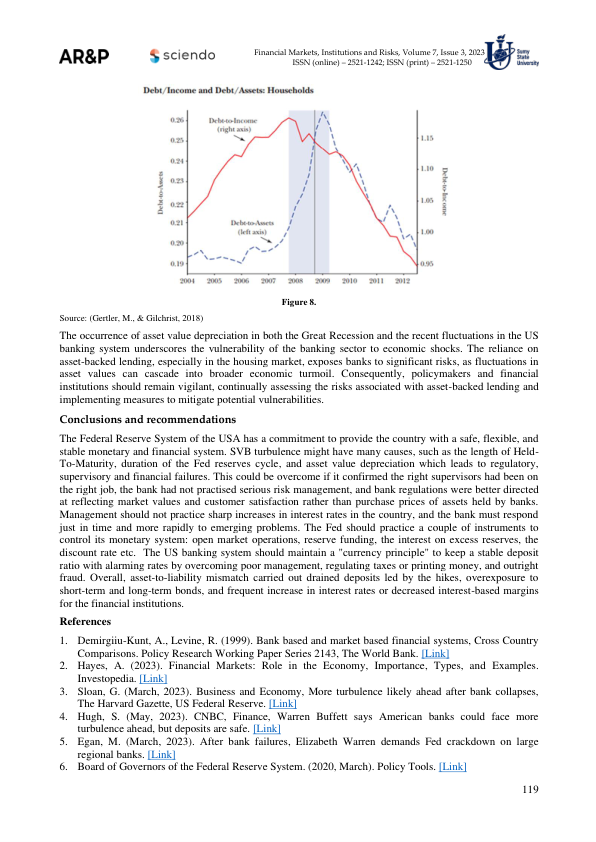 AR&P
sciendo
Financial Markets, Institutions and Risks, Volume 7, Issue 3, 2023
ISSN (online) – 2521-1242; ISSN (print) – 2521-1250
Sumy
State
University
Debt/Income and Debt/Assets: Households
0.26
0.25
0.24
0.23
0.22
0.21
0.20
0.19
Debt-to-Assets
Debt-to-Income
(right axis)
Debt-to-Assets
(left axis)
1.15
1.10
1.05
1.00
0.95
Debt-to-Income
2004 2005 2006 2007 2008 2009 2010 2011 2012
Figure 8.
Source: (Gertler, M., & Gilchrist, 2018)
The occurrence of asset value depreciation in both the Great Recession and the recent fluctuations in the US
banking system underscores the vulnerability of the banking sector to economic shocks. The reliance on
asset-backed lending, especially in the housing market, exposes banks to significant risks, as fluctuations in
asset values can cascade into broader economic turmoil. Consequently, policymakers and financial
institutions should remain vigilant, continually assessing the risks associated with asset-backed lending and
implementing measures to mitigate potential vulnerabilities.
Conclusions and recommendations
The Federal Reserve System of the USA has a commitment to provide the country with a safe, flexible, and
stable monetary and financial system. SVB turbulence might have many causes, such as the length of Held-
To-Maturity, duration of the Fed reserves cycle, and asset value depreciation which leads to regulatory,
supervisory and financial failures. This could be overcome if it confirmed the right supervisors had been on
the right job, the bank had not practised serious risk management, and bank regulations were better directed
at reflecting market values and customer satisfaction rather than purchase prices of assets held by banks.
Management should not practice sharp increases in interest rates in the country, and the bank must respond
just in time and more rapidly to emerging problems. The Fed should practice a couple of instruments to
control its monetary system: open market operations, reserve funding, the interest on excess reserves, the
discount rate etc. The US banking system should maintain a "currency principle" to keep a stable deposit
ratio with alarming rates by overcoming poor management, regulating taxes or printing money, and outright
fraud. Overall, asset-to-liability mismatch carried out drained deposits led by the hikes, overexposure to
short-term and long-term bonds, and frequent increase in interest rates or decreased interest-based margins
for the financial institutions.
References
1. Demirgiiu-Kunt, A., Levine, R. (1999). Bank based and market based financial systems, Cross Country
Comparisons. Policy Research Working Paper Series 2143, The World Bank. [Link]
2. Hayes, A. (2023). Financial Markets: Role in the Economy, Importance, Types, and Examples.
Investopedia. [Link]
3. Sloan, G. (March, 2023). Business and Economy, More turbulence likely ahead after bank collapses,
The Harvard Gazette, US Federal Reserve. [Link]
4. Hugh, S. (May, 2023). CNBC, Finance, Warren Buffett says American banks could face more
turbulence ahead, but deposits are safe. [Link]
5. Egan, M. (March, 2023). After bank failures, Elizabeth Warren demands Fed crackdown on large
regional banks. [Link]
6. Board of Governors of the Federal Reserve System. (2020, March). Policy Tools. [Link]
119